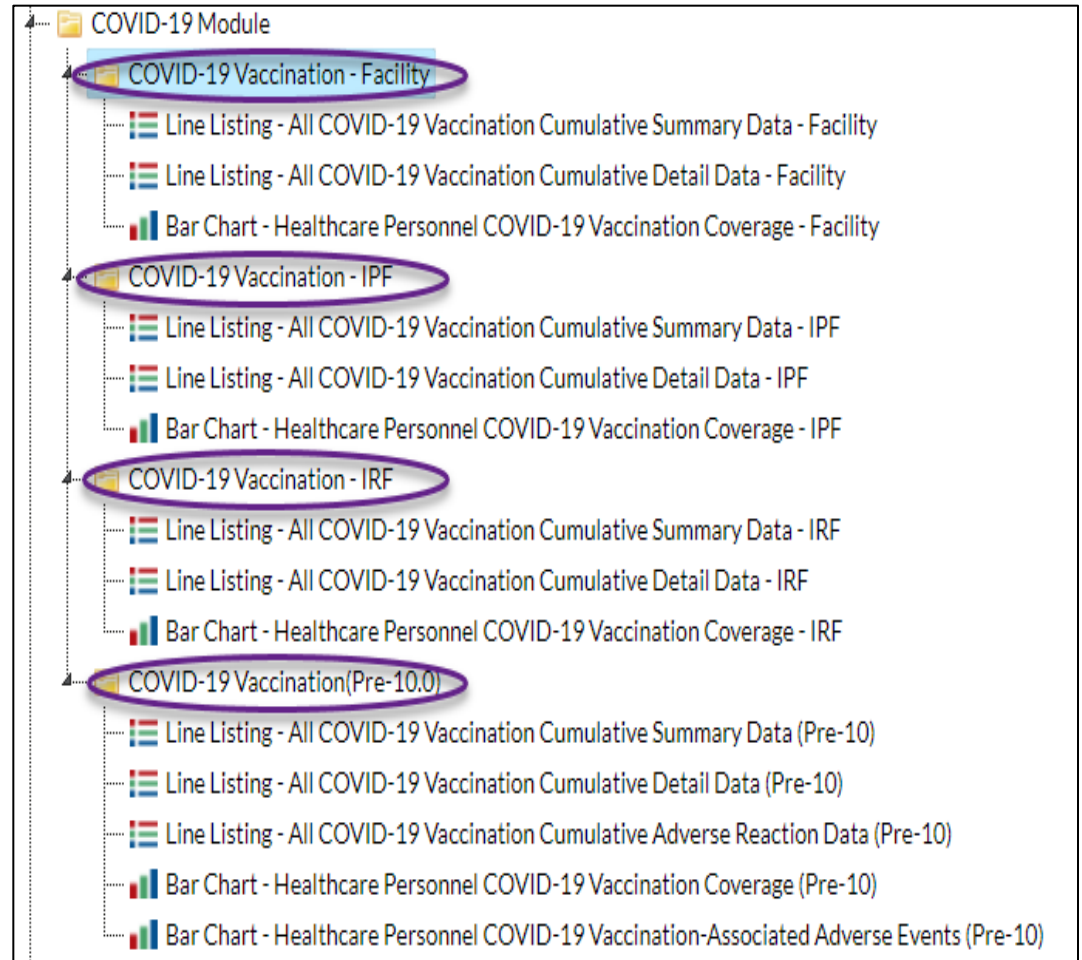 COVID-19 Module
COVID-19 Vaccination - Facility
Line Listing - All COVID-19 Vaccination Cumulative Summary Data - Facility
Line Listing - All COVID-19 Vaccination Cumulative Detail Data - Facility
Bar Chart - Healthcare Personnel COVID-19 Vaccination Coverage - Facility
COVID-19 Vaccination - IPF
Line Listing - All COVID-19 Vaccination Cumulative Summary Data - IPF
Line Listing - All COVID-19 Vaccination Cumulative Detail Data - IPF
Bar Chart - Healthcare Personnel COVID-19 Vaccination Coverage - IPF
COVID-19 Vaccination - IRF
Line Listing - All COVID-19 Vaccination Cumulative Summary Data - IRF
Line Listing - All COVID-19 Vaccination Cumulative Detail Data - IRF
Bar Chart - Healthcare Personnel COVID-19 Vaccination Coverage - IRF
COVID-19 Vaccination(Pre-10.0)
Line Listing - All COVID-19 Vaccination Cumulative Summary Data (Pre-10)
Line Listing - All COVID-19 Vaccination Cumulative Detail Data (Pre-10)
Line Listing - All COVID-19 Vaccination Cumulative Adverse Reaction Data (Pre-10)
Bar Chart - Healthcare Personnel COVID-19 Vaccination Coverage (Pre-10)
Bar Chart - Healthcare Personnel COVID-19 Vaccination-Associated Adverse Events (Pre-10)